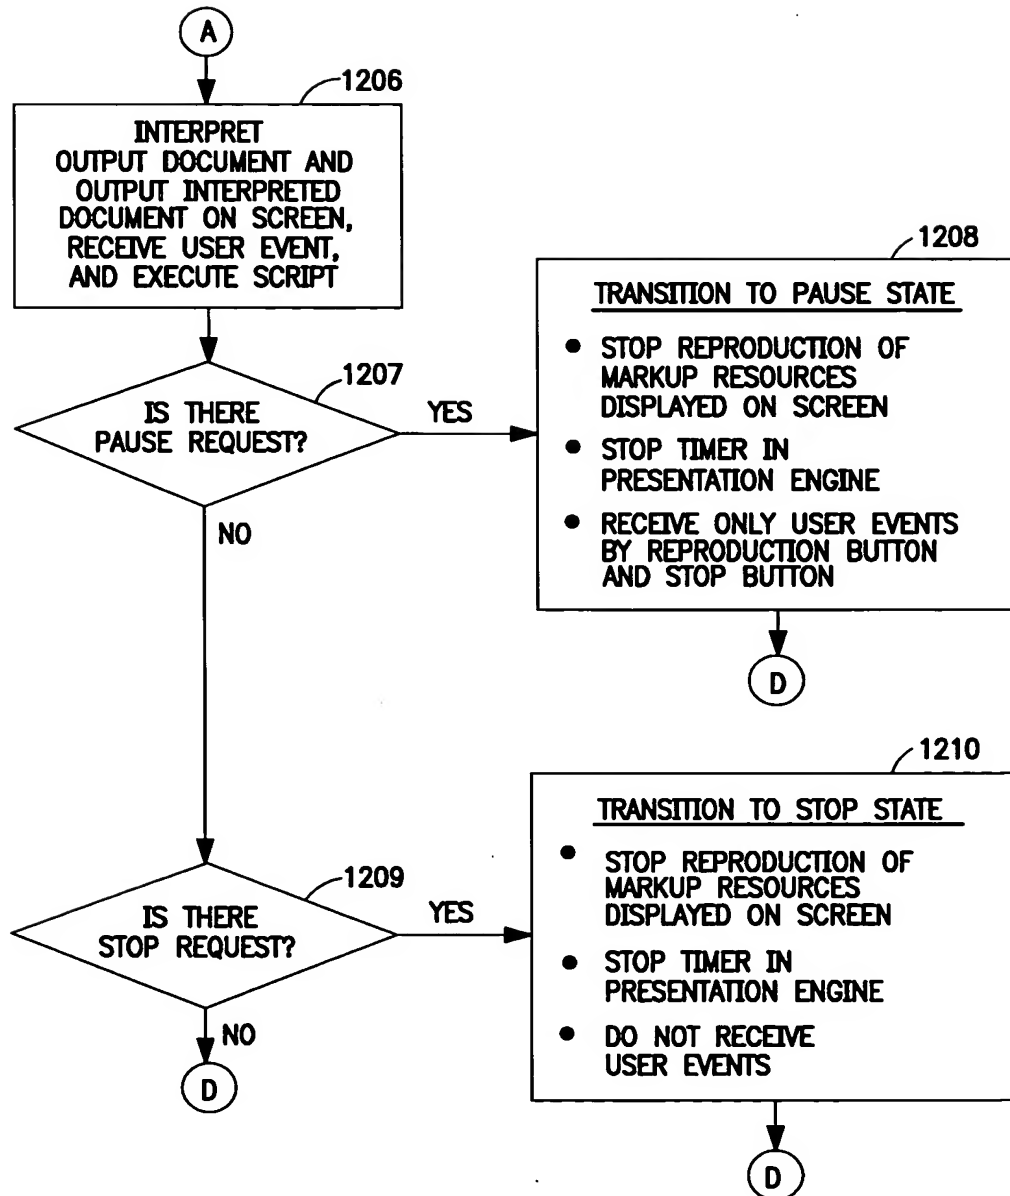 A
1206
INTERPRET
OUTPUT DOCUMENT AND
OUTPUT INTERPRETED
DOCUMENT ON SCREEN,
RECEIVE USER EVENT,
AND EXECUTE SCRIPT
1207
IS THERE
PAUSE REQUEST?
YES
NO
1208
TRANSITION TO PAUSE STATE
● STOP REPRODUCTION OF
MARKUP RESOURCES
DISPLAYED ON SCREEN
● STOP TIMER IN
PRESENTATION ENGINE
● RECEIVE ONLY USER EVENTS
BY REPRODUCTION BUTTON
AND STOP BUTTON
D
1209
IS THERE
STOP REQUEST?
YES
NO
D
1210
TRANSITION TO STOP STATE
● STOP REPRODUCTION OF
MARKUP RESOURCES
DISPLAYED ON SCREEN
● STOP TIMER IN
PRESENTATION ENGINE
● DO NOT RECEIVE
USER EVENTS
D